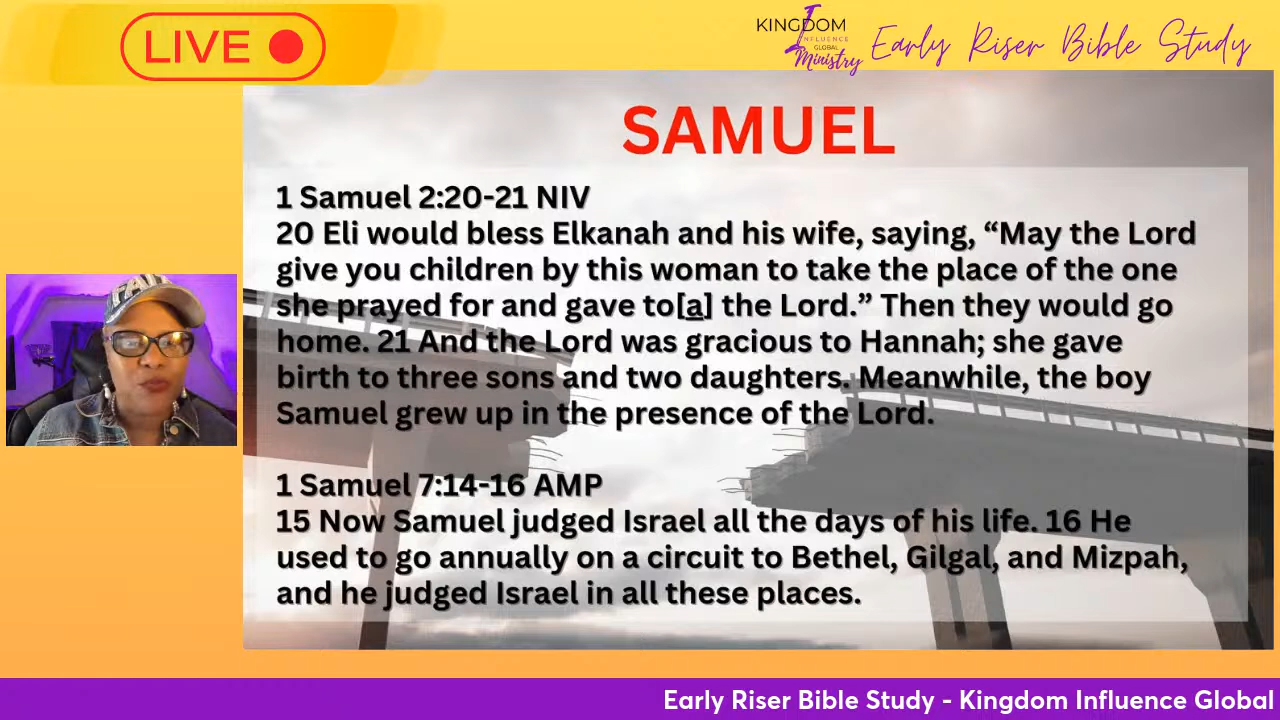 LIVE
KINGDOM
INFLUENCE
GLOBAL
Ministry
Early Riser Bible Study
SAMUEL
1 Samuel 2:20-21 NIV
20 Eli would bless Elkanah and his wife, saying, “May the Lord
give you children by this woman to take the place of the one
she prayed for and gave to[a] the Lord.” Then they would go
home. 21 And the Lord was gracious to Hannah; she gave
birth to three sons and two daughters. Meanwhile, the boy
Samuel grew up in the presence of the Lord.
1 Samuel 7:14-16 AMP
15 Now Samuel judged Israel all the days of his life. 16 He
used to go annually on a circuit to Bethel, Gilgal, and Mizpah,
and he judged Israel in all these places.
Early Riser Bible Study - Kingdom Influence Global